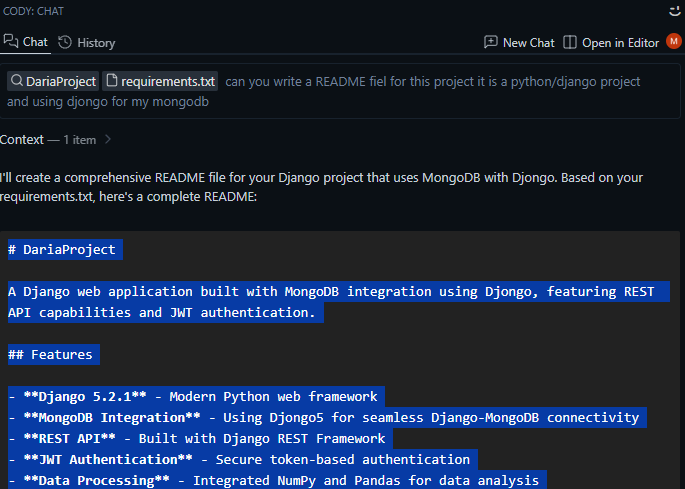 CODY: CHAT
Chat History New Chat Open in Editor M
DariaProject requirements.txt can you write a README fiel for this project it is a python/django project
and using djongo for my mongodb
Context — 1 item
I'll create a comprehensive README file for your Django project that uses MongoDB with Djongo. Based on your
requirements.txt, here's a complete README:
# DariaProject
A Django web application built with MongoDB integration using Djongo, featuring REST
API capabilities and JWT authentication.
## Features
- **Django 5.2.1** - Modern Python web framework
- **MongoDB Integration** - Using Djongo5 for seamless Django-MongoDB connectivity
- **REST API** - Built with Django REST Framework
- **JWT Authentication** - Secure token-based authentication
- **Data Processing** - Integrated NumPy and Pandas for data analysis